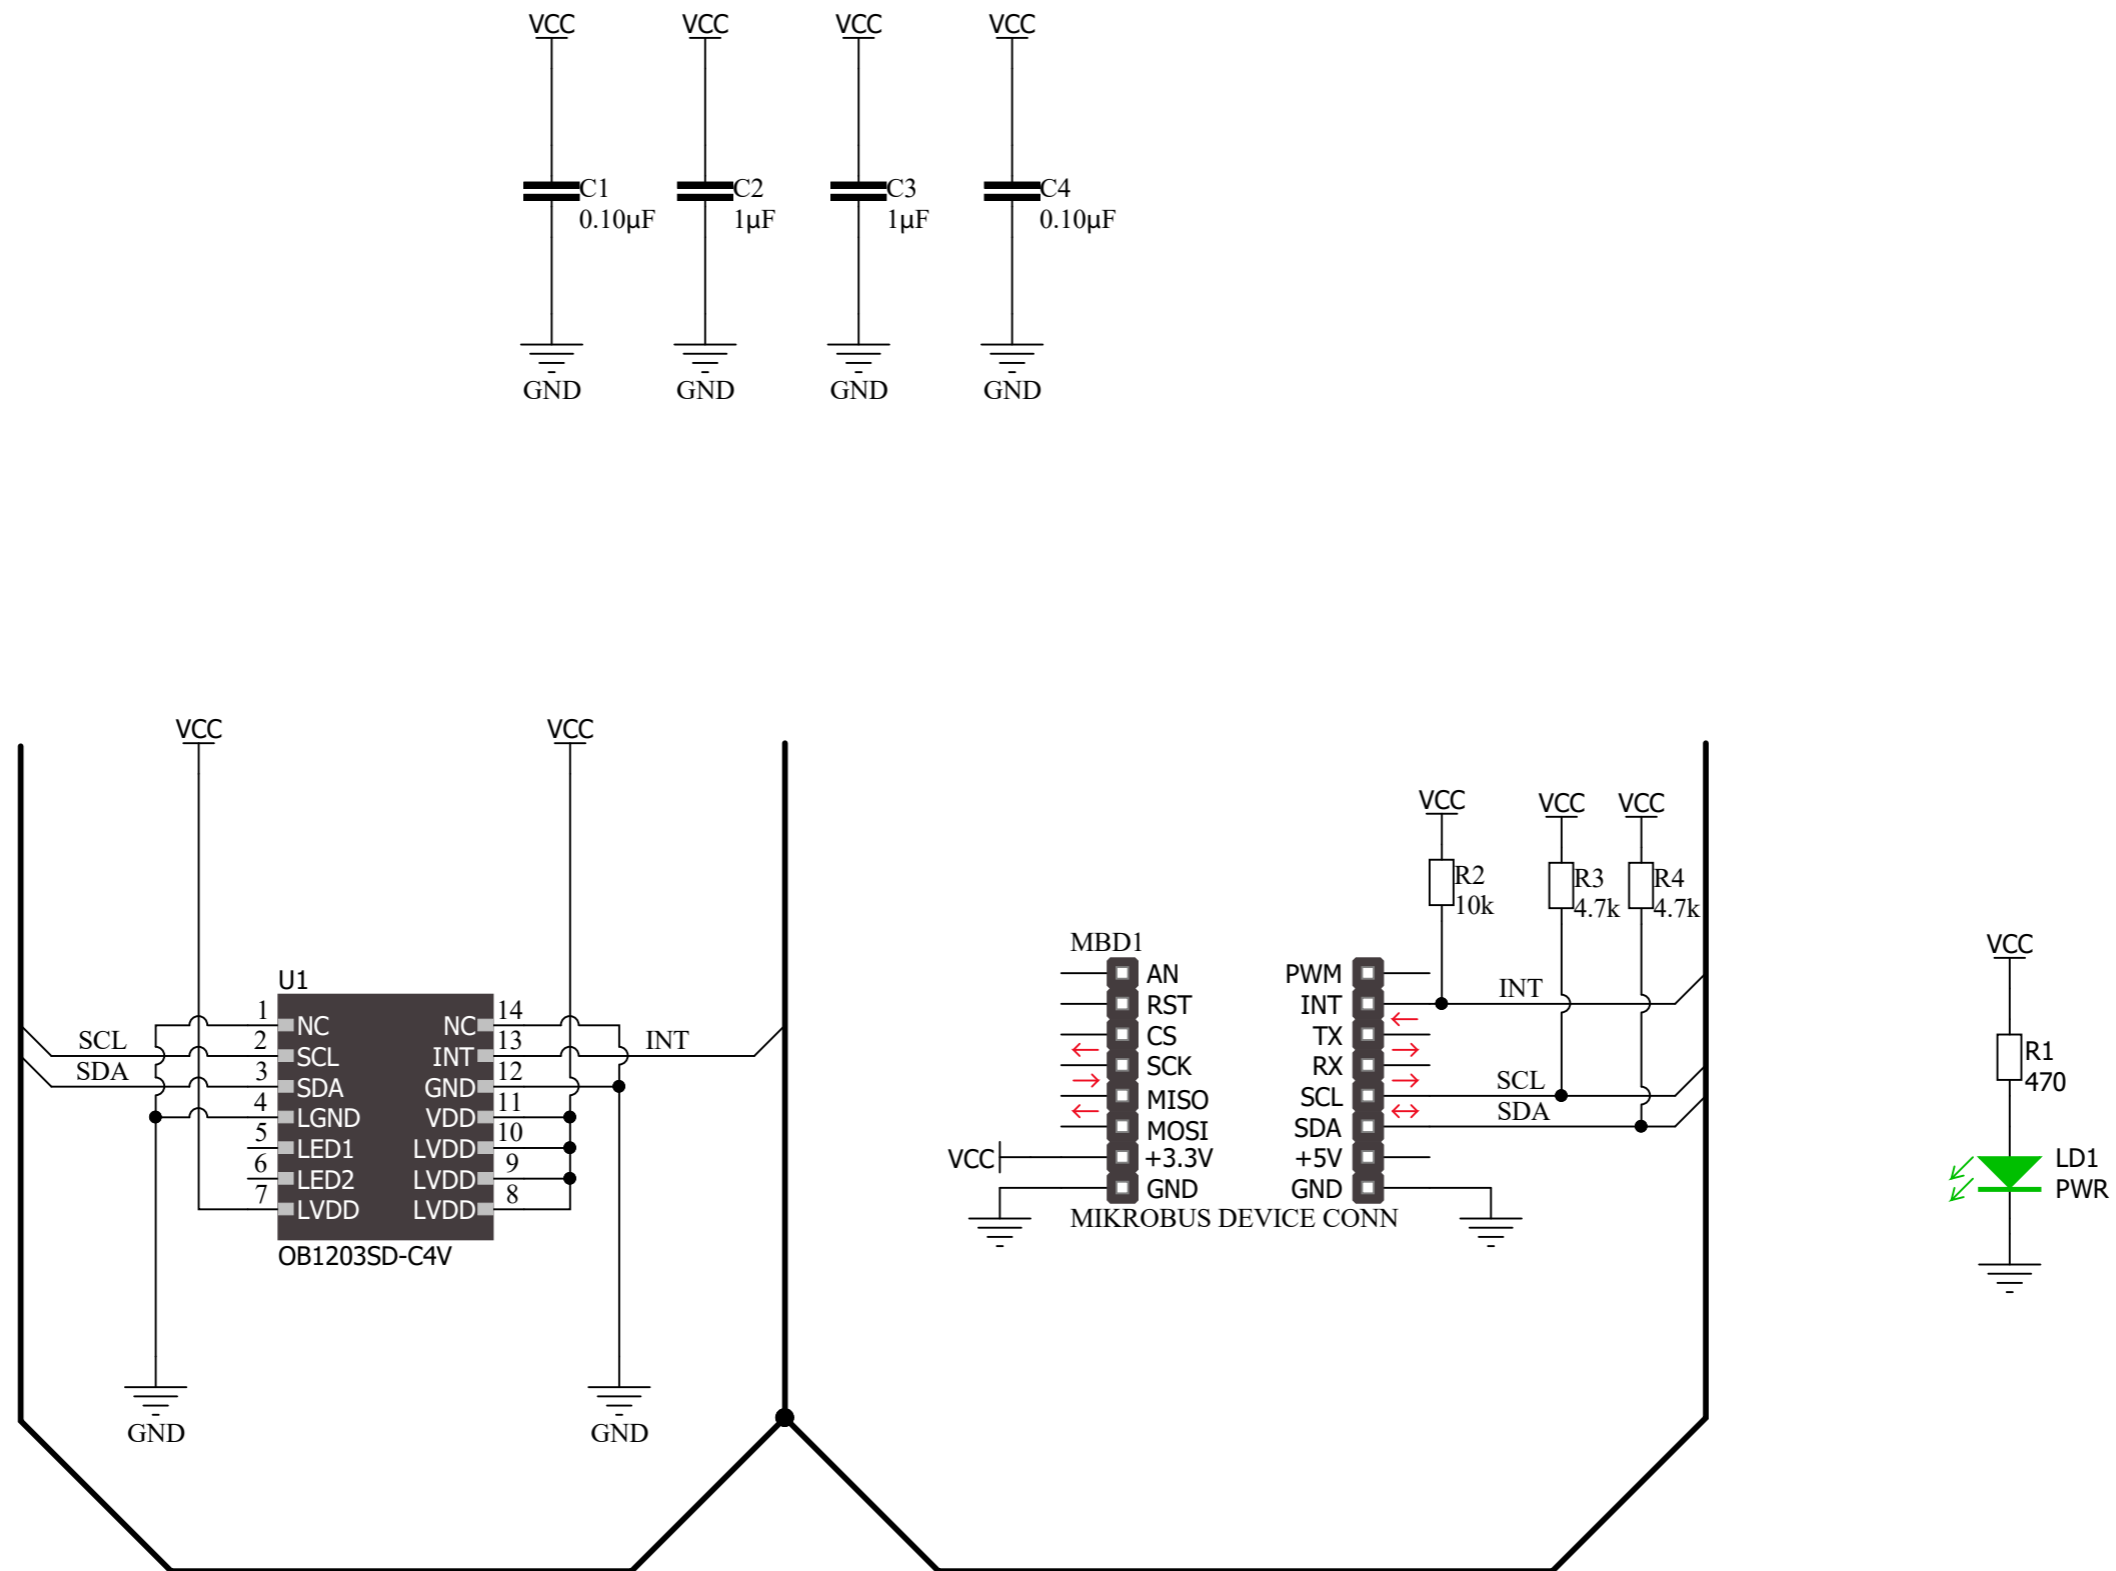 VCC VCC VCC VCC
C1 C2 C3 C4
0.10µF 1µF 1µF 0.10µF
GND GND GND GND
VCC VCC
U1
1 NC NC 14
SCL 2 SCL INT 13 INT
SDA 3 SDA GND 12
4 LGND VDD 11
5 LED1 LVDD 10
6 LED2 LVDD 9
7 LVDD LVDD 8
OB1203SD-C4V
GND GND
VCC VCC VCC
R2 R3 R4
10k 4.7k 4.7k
MBD1
AN PWM
RST INT INT
CS TX
SCK RX
MISO SCL SCL
MOSI SDA SDA
VCC +3.3V +5V
GND GND
MIKROBUS DEVICE CONN
VCC
R1
470
LD1
PWR